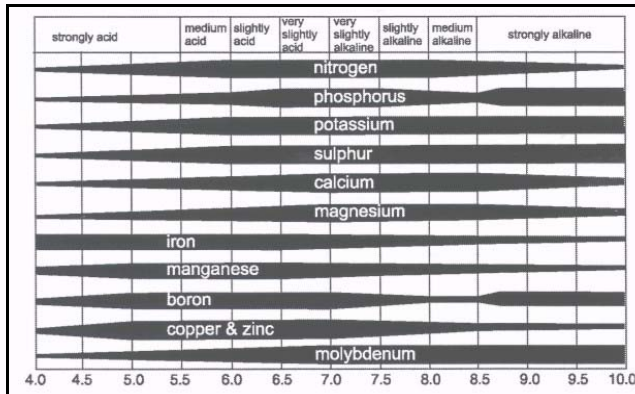 strongly acid
medium
acid
slightly
acid
very
slightly
acid
very
slightly
alkaline
slightly
alkaline
medium
alkaline
strongly alkaline
nitrogen
phosphorus
potassium
sulphur
calcium
magnesium
iron
manganese
boron
copper & zinc
molybdenum
4.0 4.5 5.0 5.5 6.0 6.5 7.0 7.5 8.0 8.5 9.0 9.5 10.0